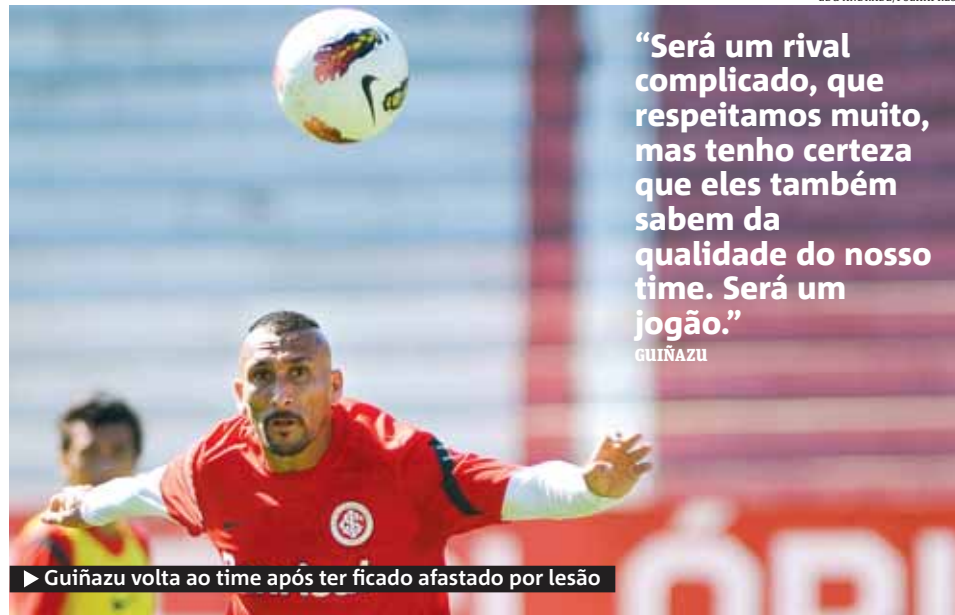 “Será um rival
complicado, que
respeitamos muito,
mas tenho certeza
que eles também
sabem da
qualidade do nosso
time. Será um
jogão.”
GUIÑAZU
▶ Guiñazu volta ao time após ter ficado afastado por lesão